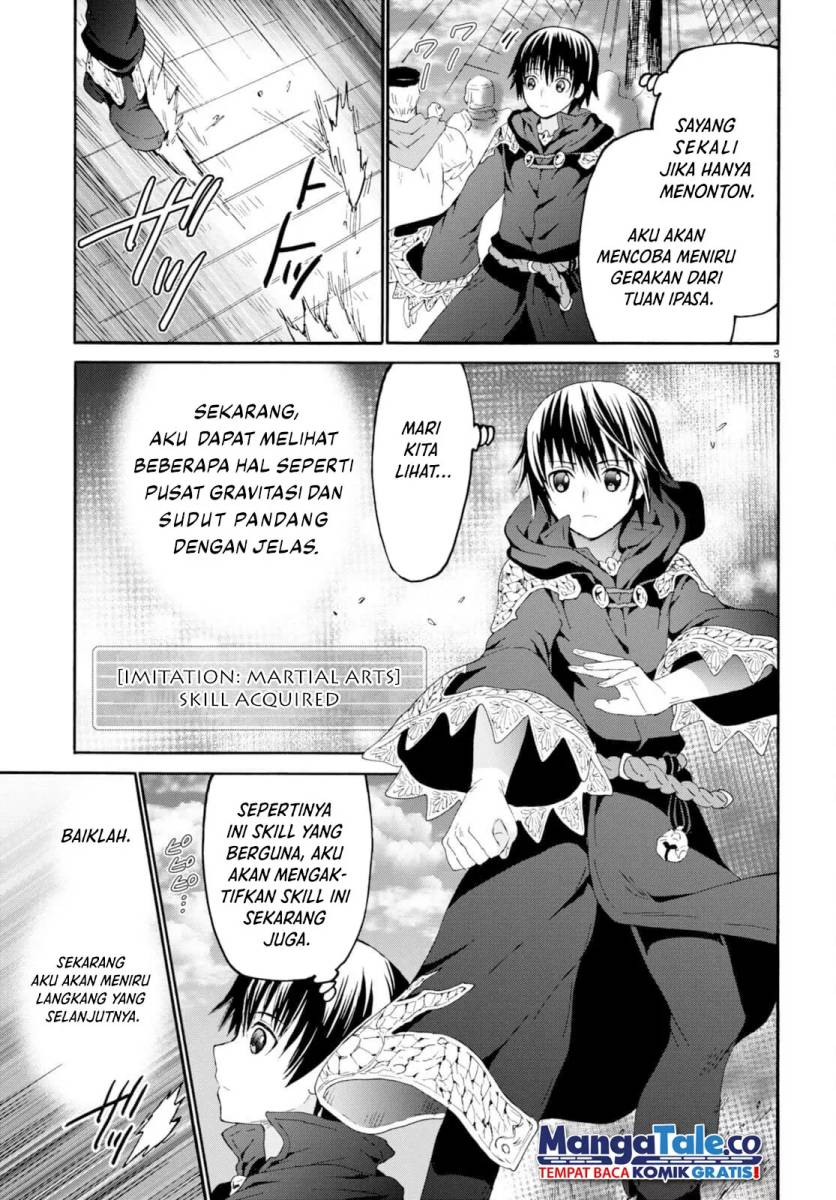 SAYANG
SEKALI
JIKA HANYA
MENONTON.
AKU AKAN
MENCOBA MENIRU
GERAKAN DARI
TUAN IPASA.
3
MARI
KITA
LIHAT...
SEKARANG,
AKU DAPAT MELIHAT
BEBERAPA HAL SEPERTI
PUSAT GRAVITASI DAN
SUDUT PANDANG
DENGAN JELAS.
[IMITATION: MARTIAL ARTS]
SKILL ACQUIRED
SEPERTINYA
INI SKILL YANG
BERGUNA, AKU
AKAN MENGAK-
TIFKAN SKILL INI
SEKARANG
JUGA.
ピピピ…
BAIKLAH.
SEKARANG
AKU AKAN MENIRU
LANGKANG YANG
SELANJUTNYA.
MangaTale.co
TEMPAT BACA KOMIK GRATIS!